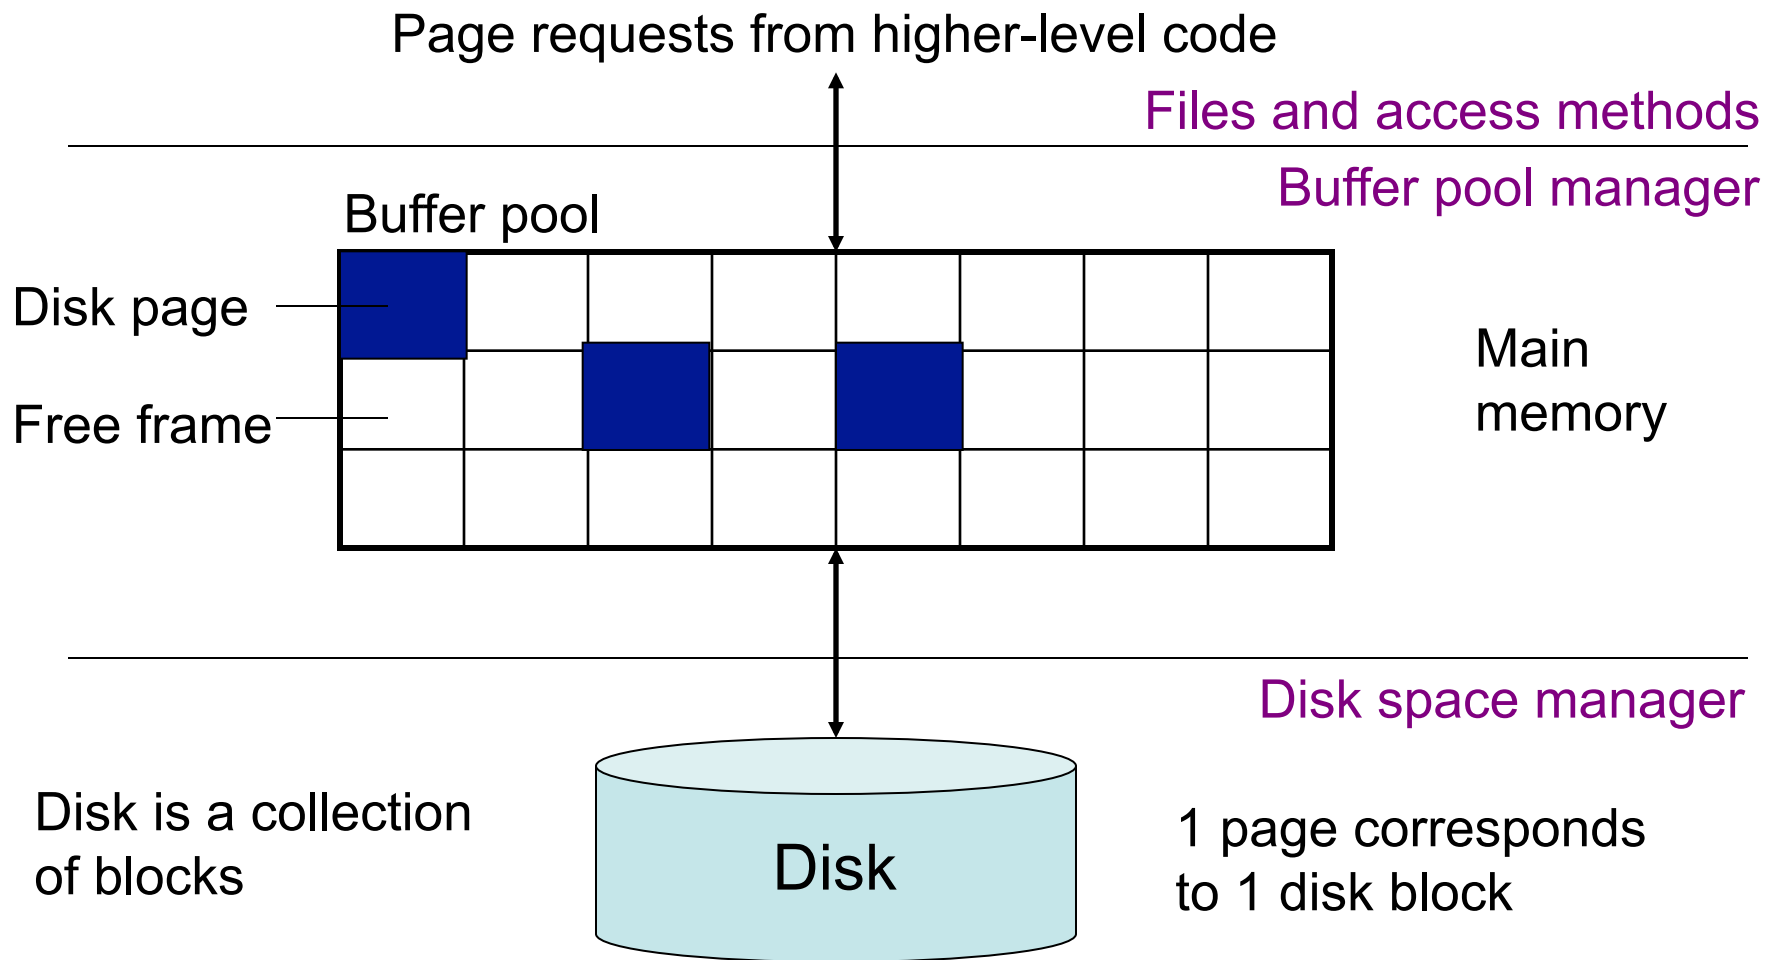 Page requests from higher-level code
Files and access methods
Buffer pool manager
Buffer pool
Disk page
Free frame
Main
memory
Disk space manager
Disk is a collection
of blocks
Disk
1 page corresponds
to 1 disk block